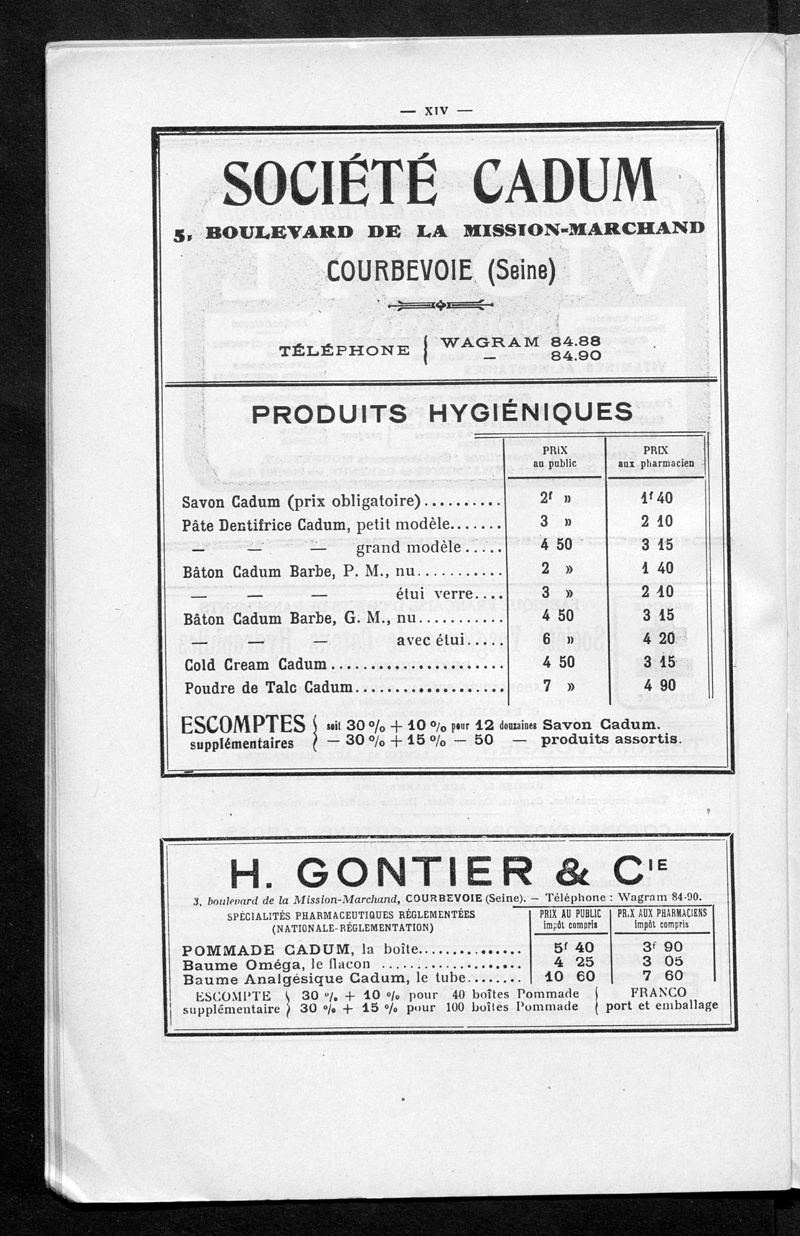 — XIV —
SOCIÉTÉ CADUM
5, BOULEVARD DE LA MISSION-MARCHAND
COURBEVOIE (Seine)
TÉLÉPHONE { WAGRAM 84.88
— 84.90
PRODUITS HYGIÉNIQUES
PRIX au public PRIX aux pharmacien
Savon Cadum (prix obligatoire).......... 2f » 1f 40
Pâte Dentifrice Cadum, petit modèle....... 3 » 2 10
— — — grand modèle..... 4 50 3 15
Bâton Cadum Barbe, P. M., nu........... 2 » 1 40
— — — étui verre.... 3 » 2 10
Bâton Cadum Barbe, G. M., nu........... 4 50 3 15
— — — avec étui...... 6 » 4 20
Cold Cream Cadum...................... 4 50 3 15
Poudre de Talc Cadum................... 7 » 4 90
ESCOMPTES { soit 30 % + 10 % pour 12 douzaines Savon Cadum.
supplémentaires { — 30 % + 15 % — 50 — produits assortis.
H. GONTIER & CIE
3, boulevard de la Mission-Marchand, COURBEVOIE (Seine). — Téléphone : Wagram 84-90.
SPÉCIALITÉS PHARMACEUTIQUES RÉGLEMENTÉES PRIX AU PUBLIC PRIX AUX PHARMACIENS
(NATIONALE-RÉGLEMENTATION) impôt compris impôt compris
POMMADE CADUM, la boîte.............. 5f 40 3f 90
Baume Oméga, le flacon .................. 4 25 3 05
Baume Analgésique Cadum, le tube........ 10 60 7 60
ESCOMPTE { 30 % + 10 % pour 40 boîtes Pommade { FRANCO
supplémentaire } 30 % + 15 % pour 100 boîtes Pommade { port et emballage